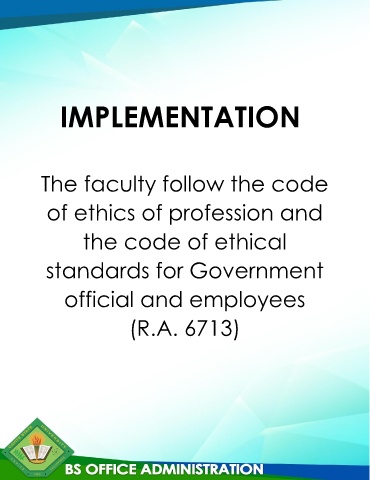 IMPLEMENTATION
The faculty follow the code
of ethics of profession and
the code of ethical
standards for Government
official and employees
(R.A. 6713)
BS OFFICE ADMINISTRATION